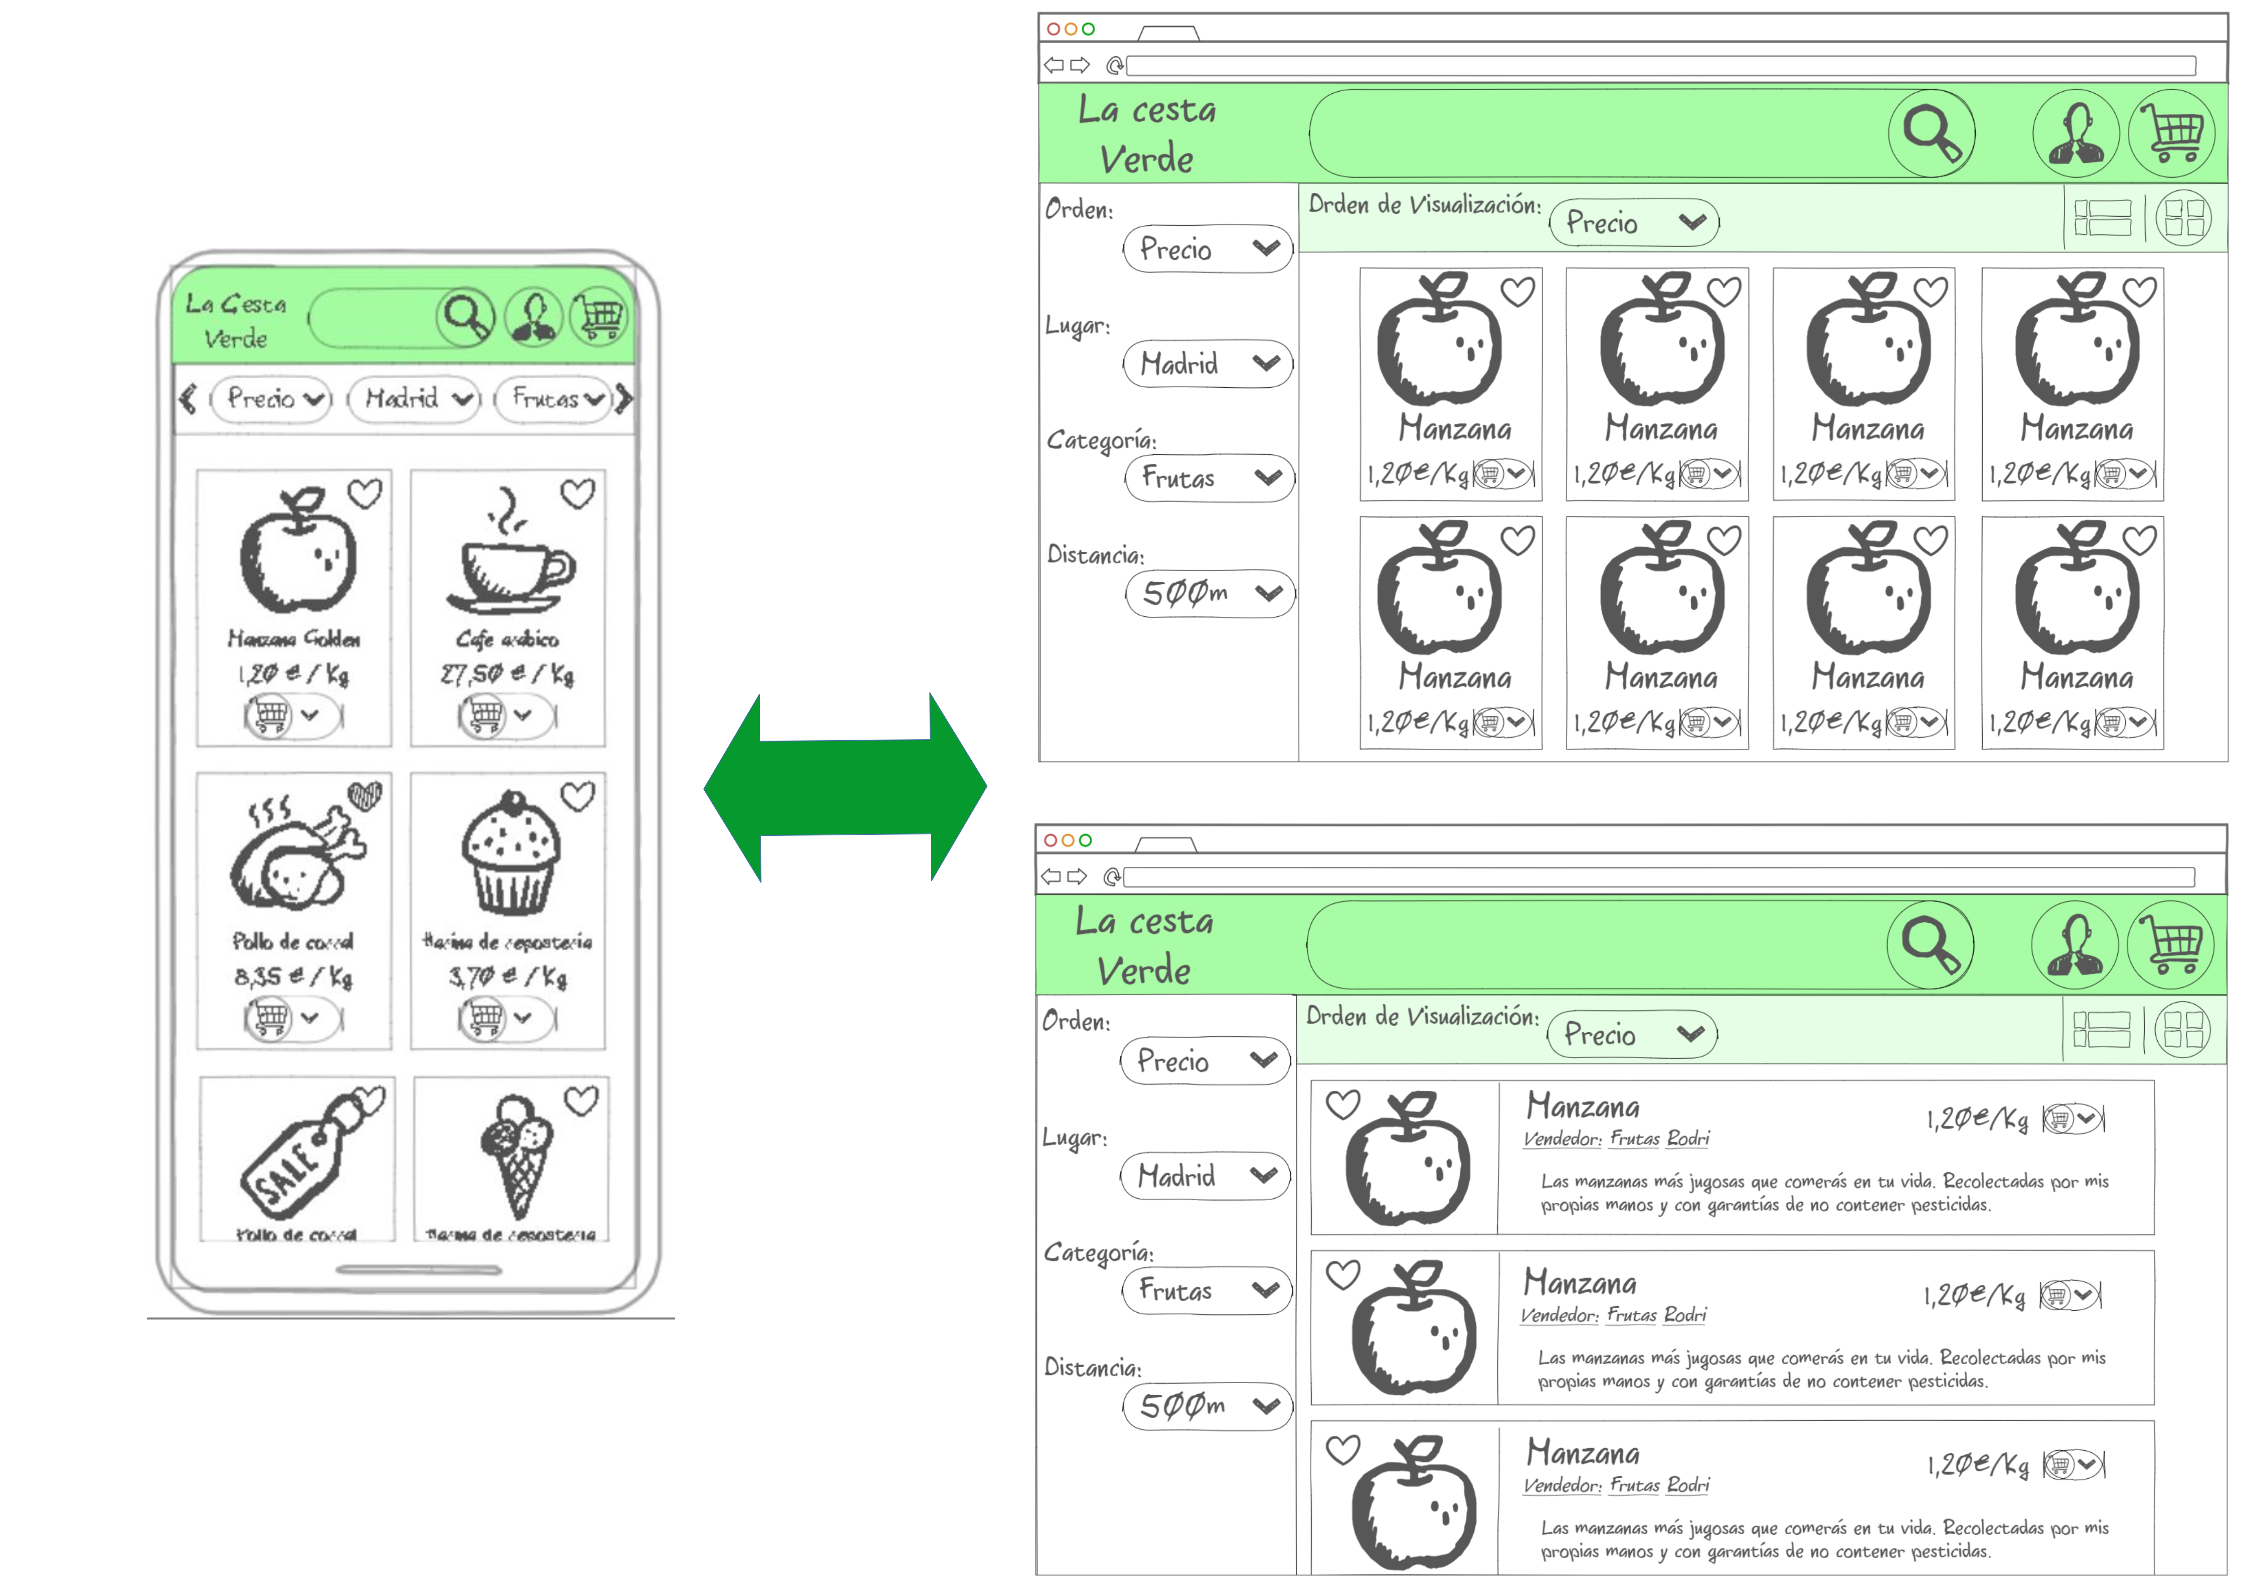 La Cesta
Verde
Precio
Madrid
Frutas
Manzana Golden
1,20 € / Kg
Cafe arabico
27,50 € / Kg
Pollo de corral
8,35 € / Kg
Harina de reposteria
3,70 € / Kg
SALE
Pollo de corral
Harina de reposteria
La cesta
Verde
Orden:
Precio
Lugar:
Madrid
Categoría:
Frutas
Distancia:
500m
Orden de Visualización:
Precio
Manzana
1,20€/Kg
Manzana
1,20€/Kg
Manzana
1,20€/Kg
Manzana
1,20€/Kg
Manzana
1,20€/Kg
Manzana
1,20€/Kg
Manzana
1,20€/Kg
Manzana
1,20€/Kg
La cesta
Verde
Orden:
Precio
Lugar:
Madrid
Categoría:
Frutas
Distancia:
500m
Orden de Visualización:
Precio
Manzana
Vendedor: Frutas Rodri
1,20€/Kg
Las manzanas más jugosas que comerás en tu vida. Recolectadas por mis
propias manos y con garantías de no contener pesticidas.
Manzana
Vendedor: Frutas Rodri
1,20€/Kg
Las manzanas más jugosas que comerás en tu vida. Recolectadas por mis
propias manos y con garantías de no contener pesticidas.
Manzana
Vendedor: Frutas Rodri
1,20€/Kg
Las manzanas más jugosas que comerás en tu vida. Recolectadas por mis
propias manos y con garantías de no contener pesticidas.